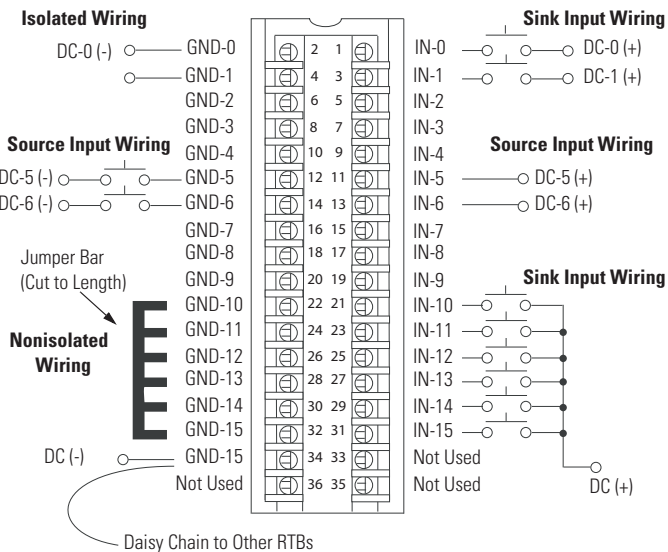 Isolated Wiring Sink Input Wiring
DC-0 (-) GND-0 2 1 IN-0 DC-0 (+)
GND-1 4 3 IN-1 DC-1 (+)
GND-2 6 5 IN-2
GND-3 8 7 IN-3
Source Input Wiring GND-4 10 9 IN-4 Source Input Wiring
DC-5 (-) GND-5 12 11 IN-5 DC-5 (+)
DC-6 (-) GND-6 14 13 IN-6 DC-6 (+)
GND-7 16 15 IN-7
GND-8 18 17 IN-8
Jumper Bar
(Cut to Length) GND-9 20 19 IN-9 Sink Input Wiring
GND-10 22 21 IN-10
GND-11 24 23 IN-11
Nonisolated
Wiring GND-12 26 25 IN-12
GND-13 28 27 IN-13
GND-14 30 29 IN-14
GND-15 32 31 IN-15
DC (-) GND-15 34 33 Not Used
Not Used 36 35 Not Used DC (+)
Daisy Chain to Other RTBs